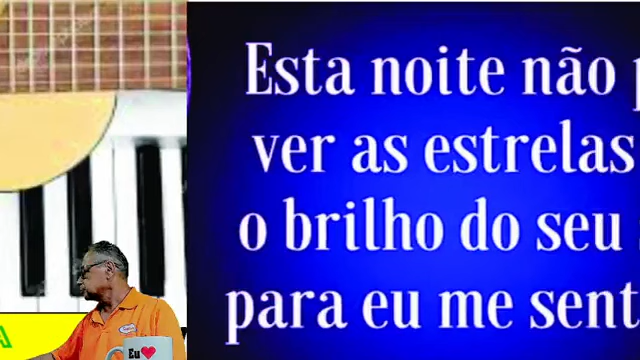 Esta noite não p
ver as estrelas
o brilho do seu
para eu me sent
A
Eu